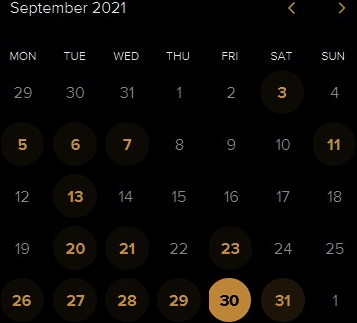 September 2021
MON TUE WED THU FRI SAT SUN
29 30 31 1 2 3 4
5 6 7 8 9 10 11
12 13 14 15 16 17 18
19 20 21 22 23 24 25
26 27 28 29 30 31 1